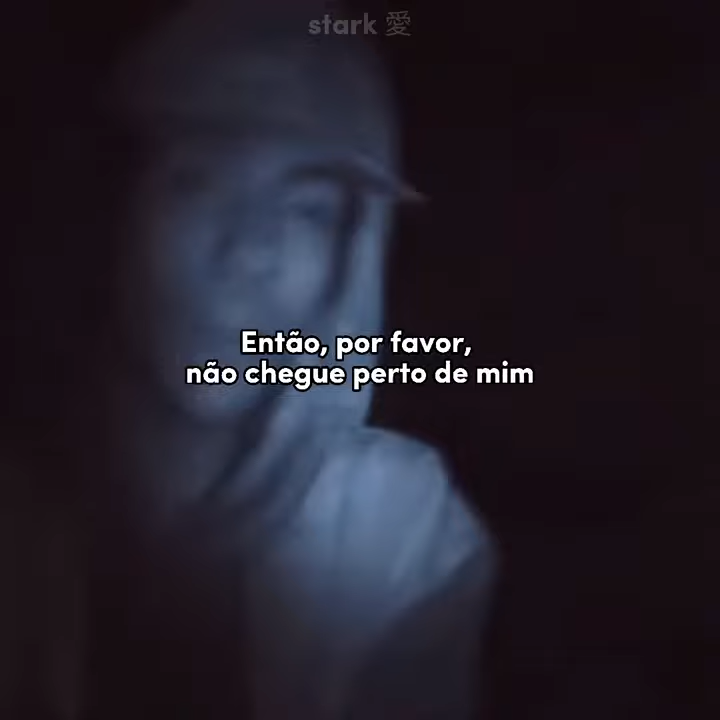 stark 愛
Então, por favor,
não chegue perto de mim